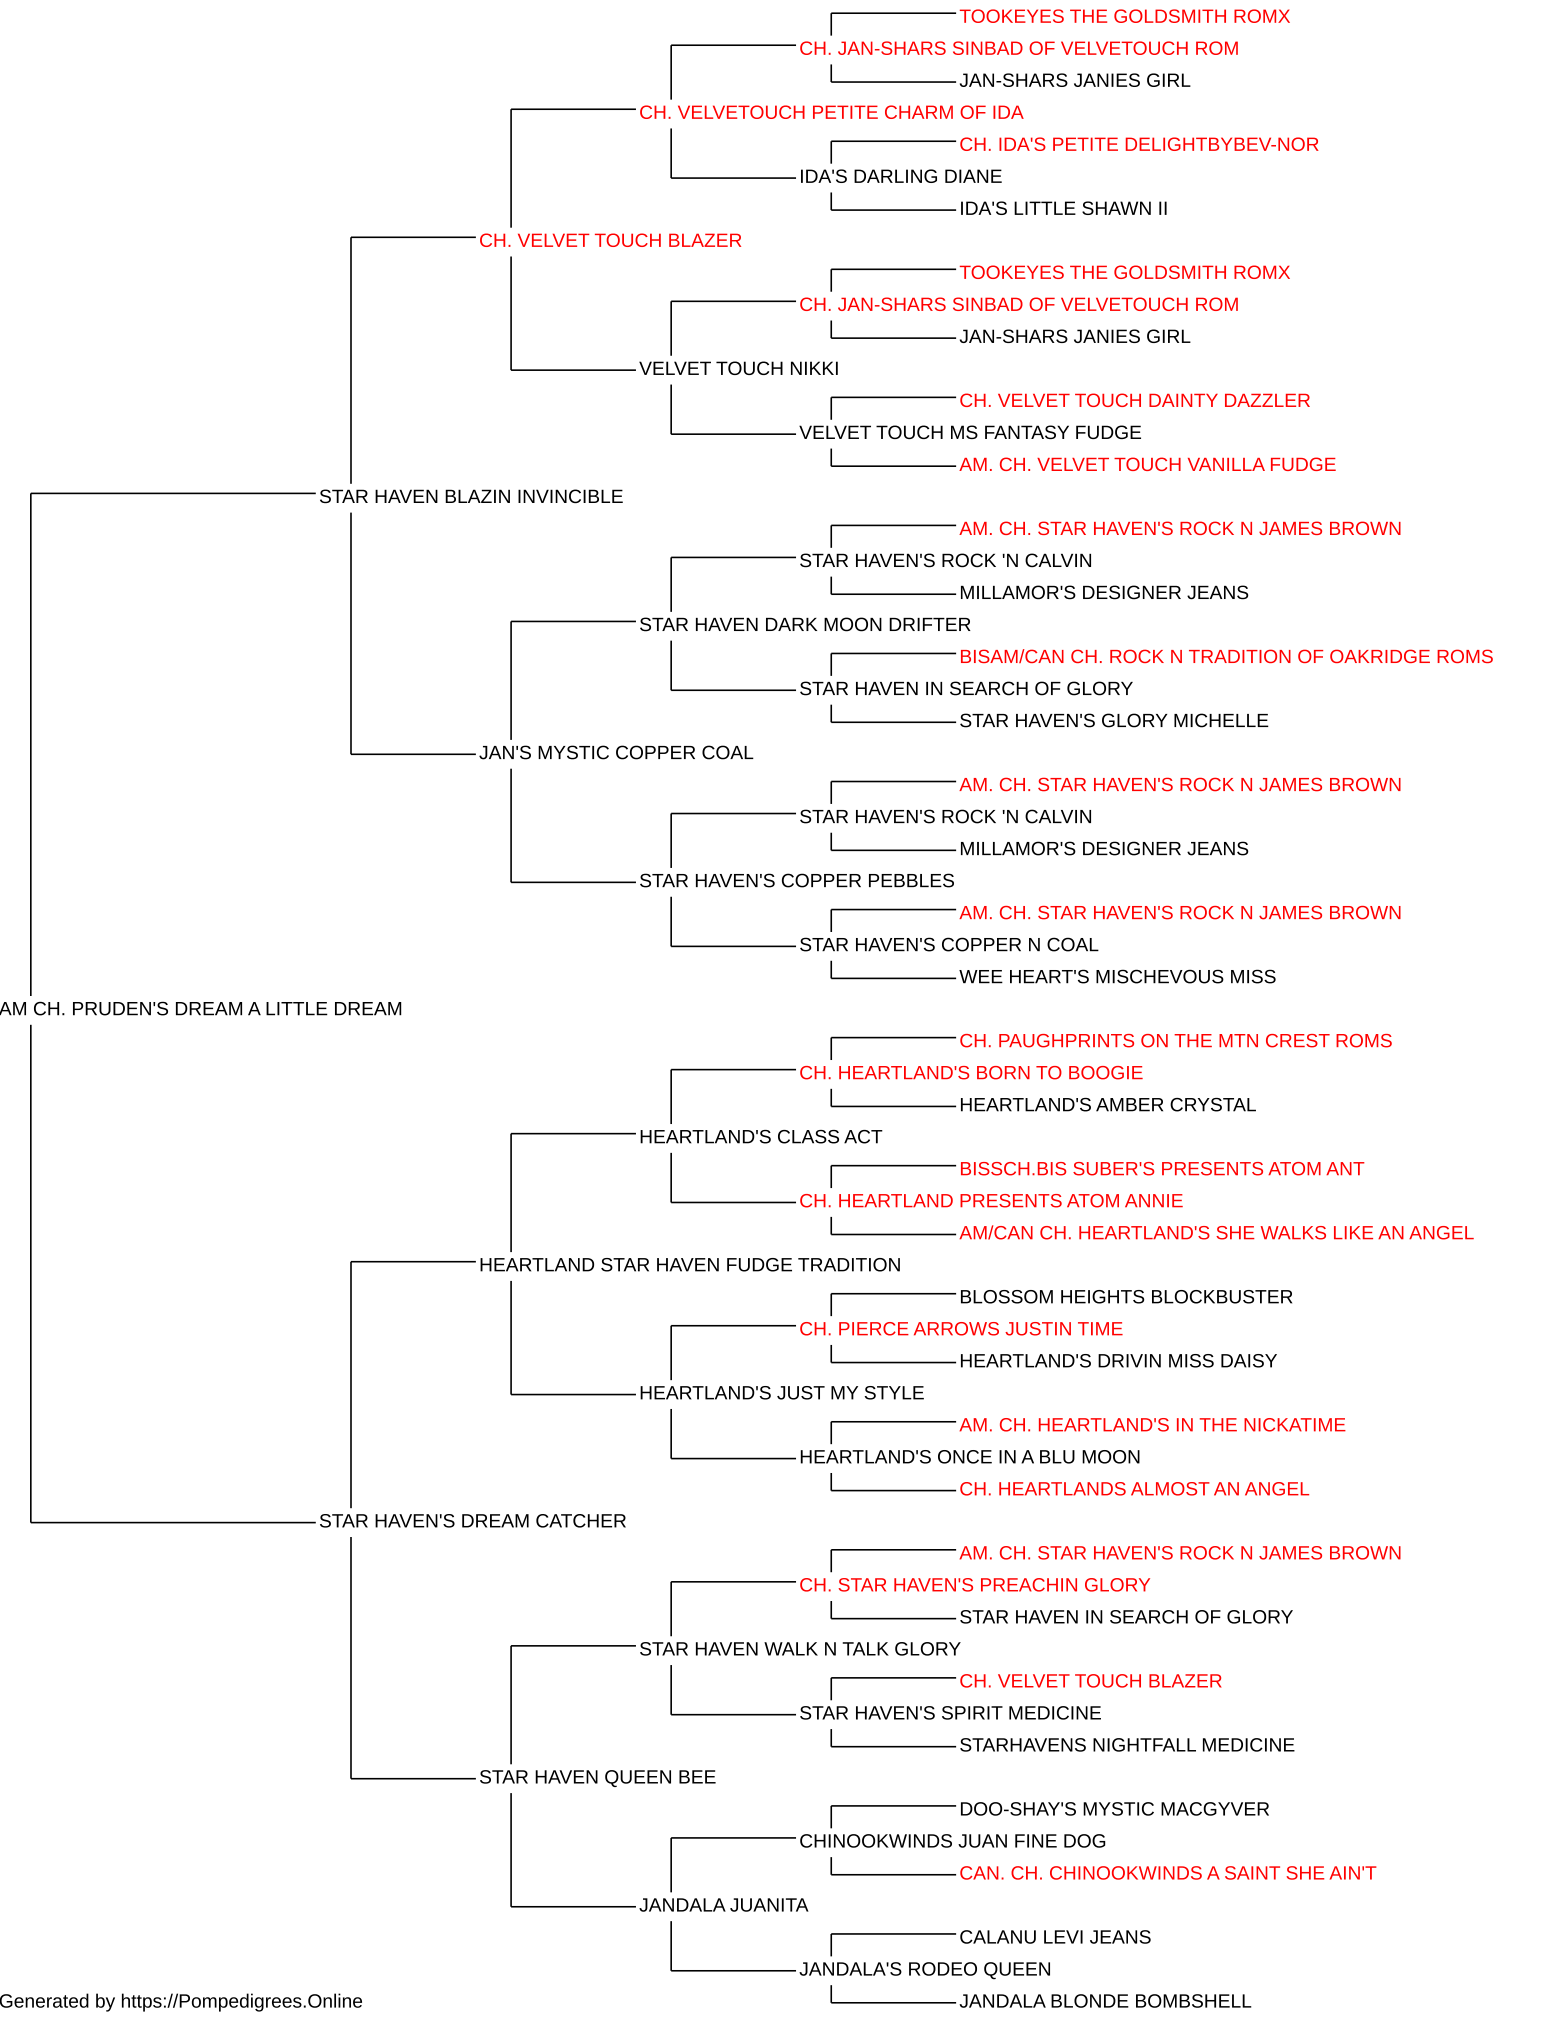 TOOKEYES THE GOLDSMITH ROMX
CH. JAN-SHARS SINBAD OF VELVETOUCH ROM
JAN-SHARS JANIES GIRL
CH. VELVETOUCH PETITE CHARM OF IDA
CH. IDA'S PETITE DELIGHTBYBEV-NOR
IDA'S DARLING DIANE
IDA'S LITTLE SHAWN II
CH. VELVET TOUCH BLAZER
TOOKEYES THE GOLDSMITH ROMX
CH. JAN-SHARS SINBAD OF VELVETOUCH ROM
JAN-SHARS JANIES GIRL
VELVET TOUCH NIKKI
CH. VELVET TOUCH DAINTY DAZZLER
VELVET TOUCH MS FANTASY FUDGE
AM. CH. VELVET TOUCH VANILLA FUDGE
STAR HAVEN BLAZIN INVINCIBLE
AM. CH. STAR HAVEN'S ROCK N JAMES BROWN
STAR HAVEN'S ROCK 'N CALVIN
MILLAMOR'S DESIGNER JEANS
STAR HAVEN DARK MOON DRIFTER
BISAM/CAN CH. ROCK N TRADITION OF OAKRIDGE ROMS
STAR HAVEN IN SEARCH OF GLORY
STAR HAVEN'S GLORY MICHELLE
JAN'S MYSTIC COPPER COAL
AM. CH. STAR HAVEN'S ROCK N JAMES BROWN
STAR HAVEN'S ROCK 'N CALVIN
MILLAMOR'S DESIGNER JEANS
STAR HAVEN'S COPPER PEBBLES
AM. CH. STAR HAVEN'S ROCK N JAMES BROWN
STAR HAVEN'S COPPER N COAL
WEE HEART'S MISCHEVOUS MISS
AM CH. PRUDEN'S DREAM A LITTLE DREAM
CH. PAUGHPRINTS ON THE MTN CREST ROMS
CH. HEARTLAND'S BORN TO BOOGIE
HEARTLAND'S AMBER CRYSTAL
HEARTLAND'S CLASS ACT
BISSCH.BIS SUBER'S PRESENTS ATOM ANT
CH. HEARTLAND PRESENTS ATOM ANNIE
AM/CAN CH. HEARTLAND'S SHE WALKS LIKE AN ANGEL
HEARTLAND STAR HAVEN FUDGE TRADITION
BLOSSOM HEIGHTS BLOCKBUSTER
CH. PIERCE ARROWS JUSTIN TIME
HEARTLAND'S DRIVIN MISS DAISY
HEARTLAND'S JUST MY STYLE
AM. CH. HEARTLAND'S IN THE NICKATIME
HEARTLAND'S ONCE IN A BLU MOON
CH. HEARTLANDS ALMOST AN ANGEL
STAR HAVEN'S DREAM CATCHER
AM. CH. STAR HAVEN'S ROCK N JAMES BROWN
CH. STAR HAVEN'S PREACHIN GLORY
STAR HAVEN IN SEARCH OF GLORY
STAR HAVEN WALK N TALK GLORY
CH. VELVET TOUCH BLAZER
STAR HAVEN'S SPIRIT MEDICINE
STARHAVENS NIGHTFALL MEDICINE
STAR HAVEN QUEEN BEE
DOO-SHAY'S MYSTIC MACGYVER
CHINOOKWINDS JUAN FINE DOG
CAN. CH. CHINOOKWINDS A SAINT SHE AIN'T
JANDALA JUANITA
CALANU LEVI JEANS
JANDALA'S RODEO QUEEN
JANDALA BLONDE BOMBSHELL
Generated by https://Pompedigrees.Online